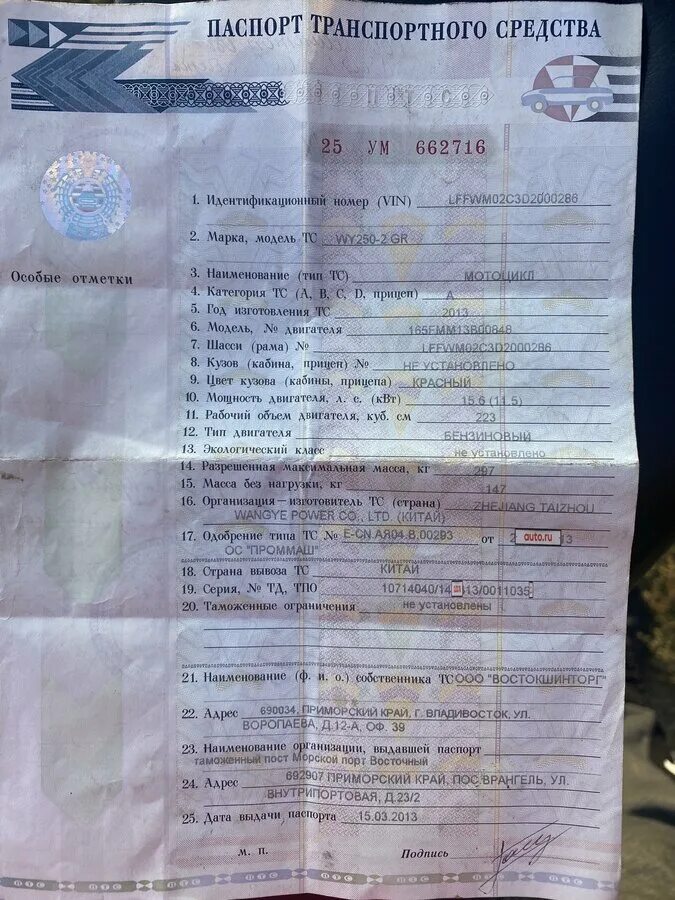 ПАСПОРТ ТРАНСПОРТНОГО СРЕДСТВА
25 УМ 662716
1. Идентификационный номер (VIN) LFFWM02C3D2000286
2. Марка, модель ТС WY250-2 GR
Особые отметки
3. Наименование (тип ТС) МОТОЦИКЛ
4. Категория ТС (A, B, C, D, прицеп) A
5. Год изготовления ТС 2013
6. Модель, № двигателя 165FMM13B00848
7. Шасси (рама) № LFFWM02C3D2000286
8. Кузов (кабина, прицеп) № НЕ УСТАНОВЛЕНО
9. Цвет кузова (кабины, прицепа) КРАСНЫЙ
10. Мощность двигателя, л. с. (кВт) 15.6 (11.5)
11. Рабочий объем двигателя, куб. см 223
12. Тип двигателя БЕНЗИНОВЫЙ
13. Экологический класс не установлено
14. Разрешенная максимальная масса, кг 297
15. Масса без нагрузки, кг 147
16. Организация—изготовитель ТС (страна) ZHEJIANG TAIZHOU
WANGYE POWER CO., LTD. (КИТАЙ)
17. Одобрение типа ТС № E-CN.АЯ04.В.00293 от auto.ru
ОС "ПРОММАШ"
18. Страна вывоза ТС КИТАЙ
19. Серия, № ТД, ТПО 10714040/14 13/0011035
20. Таможенные ограничения не установлены
21. Наименование (ф. и. о.) собственника ТС ООО "ВОСТОКШИНТОРГ"
22. Адрес 690034, ПРИМОРСКИЙ КРАЙ, Г. ВЛАДИВОСТОК, УЛ.
ВОРОПАЕВА, Д.12-А, ОФ. 39
23. Наименование организации, выдавшей паспорт
таможенный пост Морской порт Восточный
24. Адрес 692907 ПРИМОРСКИЙ КРАЙ, ПОС ВРАНГЕЛЬ, УЛ.
ВНУТРИПОРТОВАЯ, Д.23/2
25. Дата выдачи паспорта 15.03.2013
м. п. Подпись